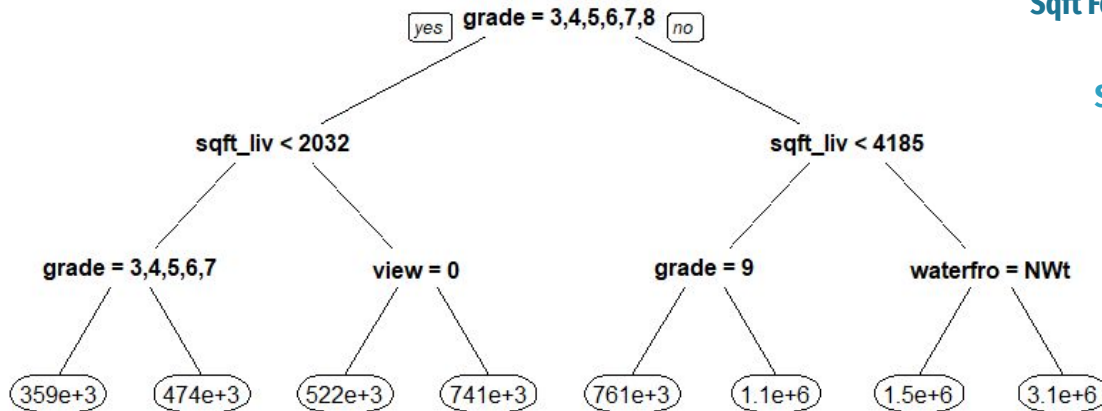 Sqft
yes grade = 3,4,5,6,7,8 no
sqft_liv < 2032 sqft_liv < 4185
grade = 3,4,5,6,7 view = 0 grade = 9 waterfro = NWt
359e+3 474e+3 522e+3 741e+3 761e+3 1.1e+6 1.5e+6 3.1e+6